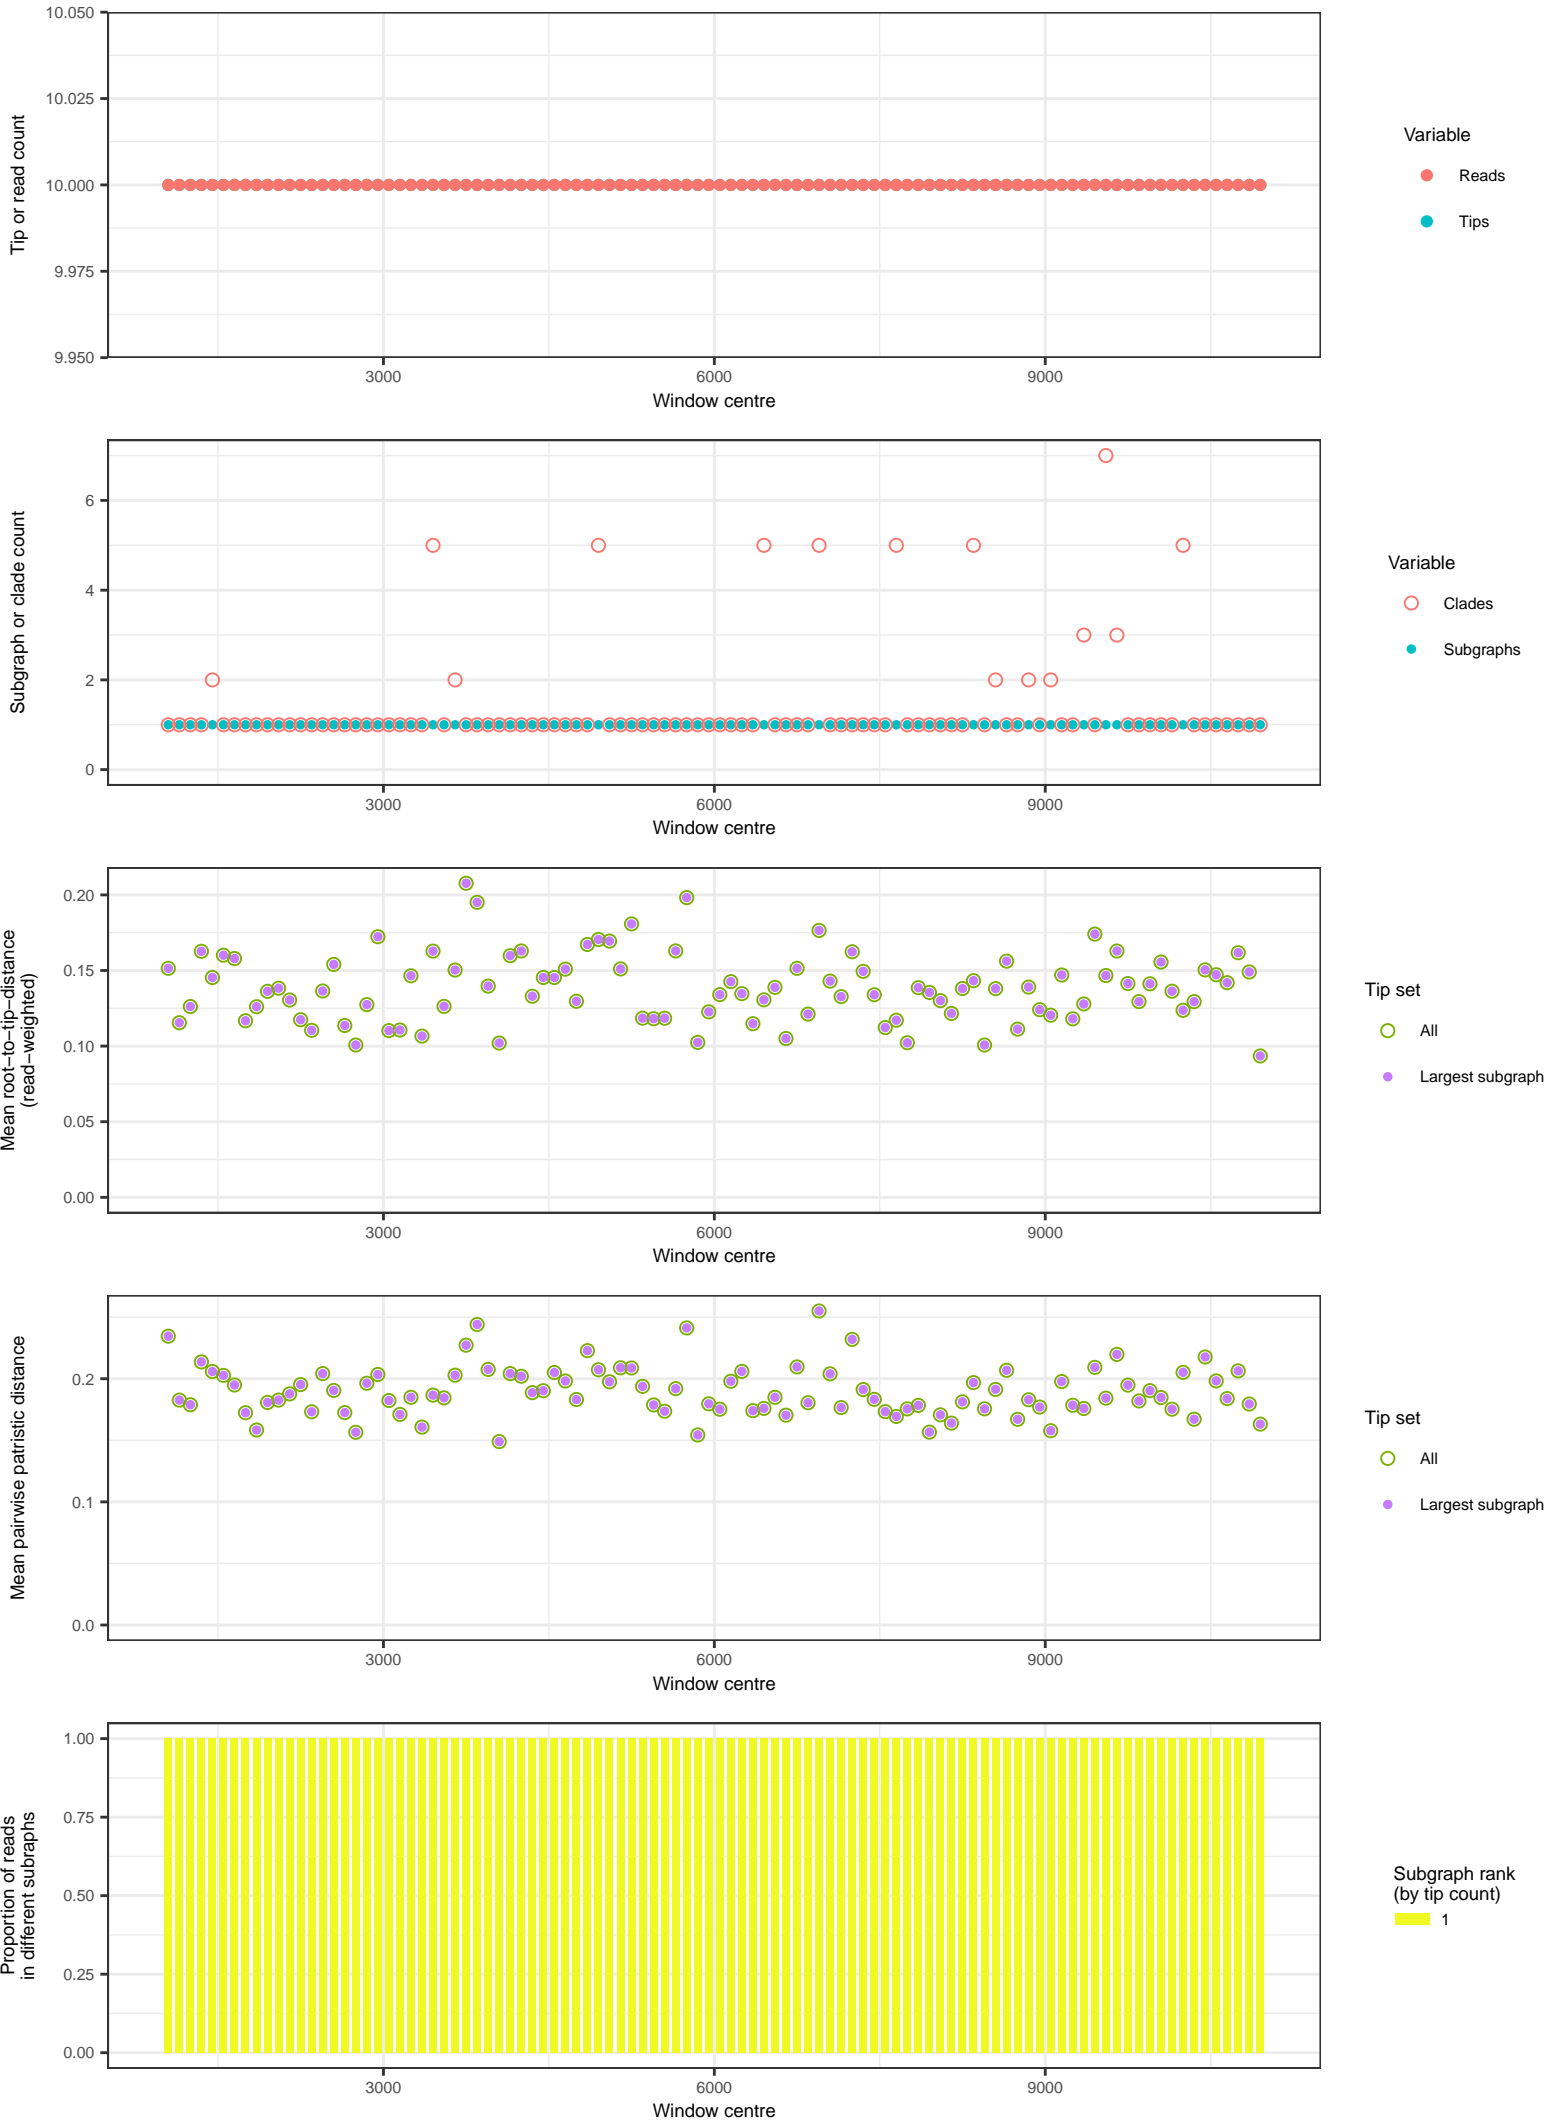 10.050
10.025
10.000
9.975
9.950
Tip or read count
3000 6000 9000
Window centre
Variable
Reads
Tips
6
4
2
0
Subgraph or clade count
3000 6000 9000
Window centre
Variable
Clades
Subgraphs
0.20
0.15
0.10
0.05
0.00
Mean root−to−tip−distance
(read−weighted)
3000 6000 9000
Window centre
Tip set
All
Largest subgraph
0.2
0.1
0.0
Mean pairwise patristic distance
3000 6000 9000
Window centre
Tip set
All
Largest subgraph
1.00
0.75
0.50
0.25
0.00
Proportion of reads
in different subraphs
3000 6000 9000
Window centre
Subgraph rank
(by tip count)
1